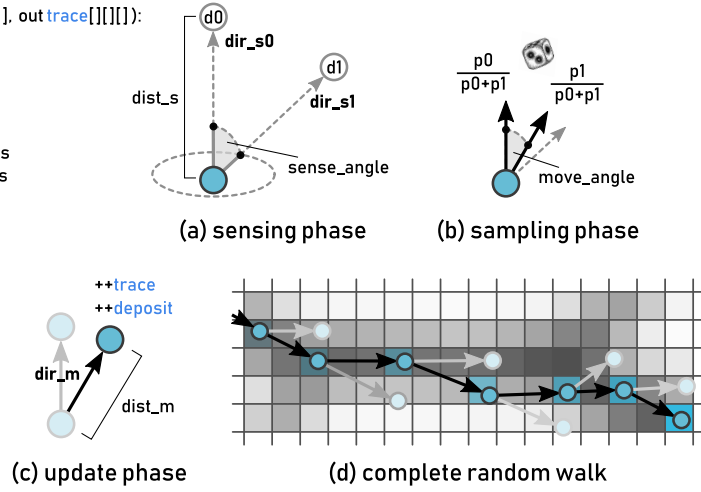 ], out trace[][][]):
d0
dir_s0
d1
dist_s
dir_s1
s
s
sense_angle
p0
p0+p1
p1
p0+p1
move_angle
(a) sensing phase
(b) sampling phase
++trace
++deposit
dir_m
dist_m
(c) update phase
(d) complete random walk